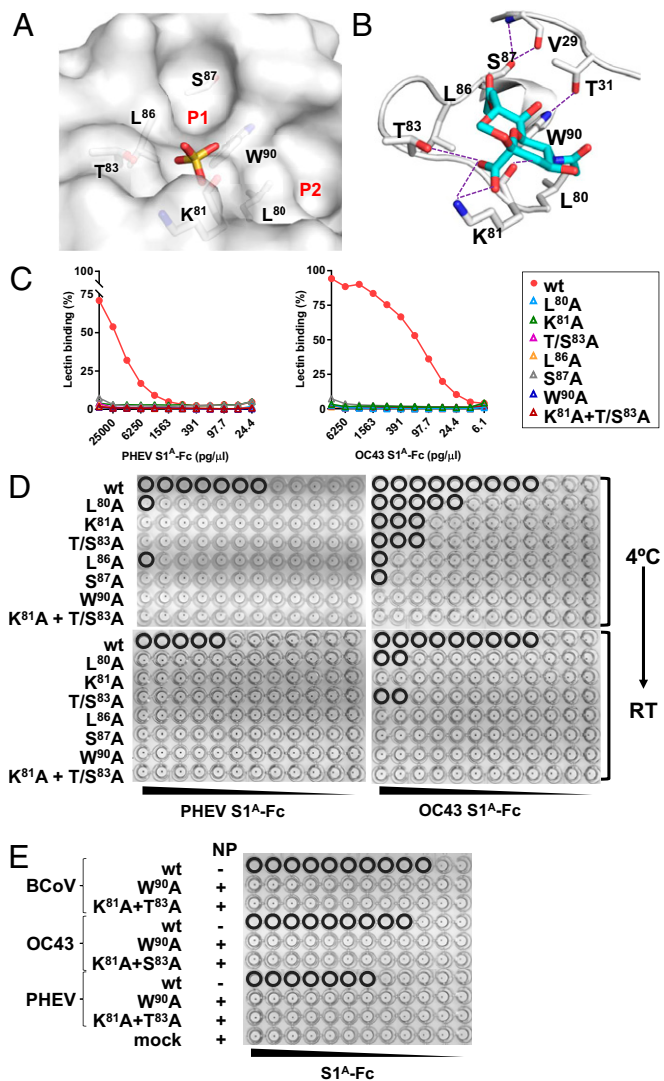 A
S87
L86
P1
T83
W90
P2
K81
L80
B
S87
V29
T31
L86
T83
W90
L80
K81
C
Lectin binding (%)
100
75
50
25
0
25000
6250
1563
391
97.7
24.4
PHEV S1A-Fc (pg/μl)
Lectin binding (%)
100
75
50
25
0
6250
1563
391
97.7
24.4
6.1
OC43 S1A-Fc (pg/μl)
wt
L80A
K81A
T/S83A
L86A
S87A
W90A
K81A+T/S83A
D
wt
L80A
K81A
T/S83A
L86A
S87A
W90A
K81A + T/S83A
4ºC
wt
L80A
K81A
T/S83A
L86A
S87A
W90A
K81A + T/S83A
RT
PHEV S1A-Fc
OC43 S1A-Fc
E
NP
BCoV
wt -
W90A +
K81A+T83A +
OC43
wt -
W90A +
K81A+S83A +
PHEV
wt -
W90A +
K81A+T83A +
mock +
S1A-Fc